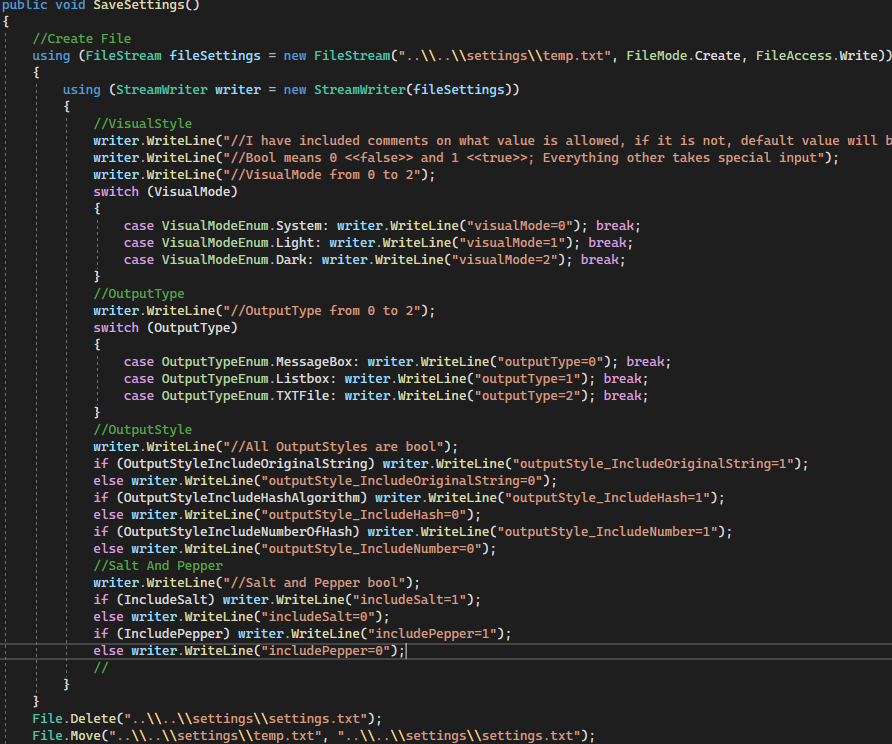 public void SaveSettings()
{
//Create File
using (FileStream fileSettings = new FileStream("..\\..\\settings\\temp.txt", FileMode.Create, FileAccess.Write))
{
using (StreamWriter writer = new StreamWriter(fileSettings))
{
//VisualStyle
writer.WriteLine("//I have included comments on what value is allowed, if it is not, default value will
writer.WriteLine("//Bool means 0 <<false>> and 1 <<true>>; Everything other takes special input");
writer.WriteLine("//VisualMode from 0 to 2");
switch (VisualMode)
{
case VisualModeEnum.System: writer.WriteLine("visualMode=0"); break;
case VisualModeEnum.Light: writer.WriteLine("visualMode=1"); break;
case VisualModeEnum.Dark: writer.WriteLine("visualMode=2"); break;
}
//OutputType
writer.WriteLine("//OutputType from 0 to 2");
switch (OutputType)
{
case OutputTypeEnum.MessageBox: writer.WriteLine("outputType=0"); break;
case OutputTypeEnum.Listbox: writer.WriteLine("outputType=1"); break;
case OutputTypeEnum.TXTFile: writer.WriteLine("outputType=2"); break;
}
//OutputStyle
writer.WriteLine("//All OutputStyles are bool");
if (OutputStyleIncludeOriginalString) writer.WriteLine("outputStyle_IncludeOriginalString=1");
else writer.WriteLine("outputStyle_IncludeOriginalString=0");
if (OutputStyleIncludeHashAlgorithm) writer.WriteLine("outputStyle_IncludeHash=1");
else writer.WriteLine("outputStyle_IncludeHash=0");
if (OutputStyleIncludeNumberOfHash) writer.WriteLine("outputStyle_IncludeNumber=1");
else writer.WriteLine("outputStyle_IncludeNumber=0");
//Salt And Pepper
writer.WriteLine("//Salt and Pepper bool");
if (IncludeSalt) writer.WriteLine("includeSalt=1");
else writer.WriteLine("includeSalt=0");
if (IncludePepper) writer.WriteLine("includePepper=1");
else writer.WriteLine("includePepper=0");
//
}
}
File.Delete("..\\..\\settings\\settings.txt");
File.Move("..\\..\\settings\\temp.txt", "..\\..\\settings\\settings.txt");